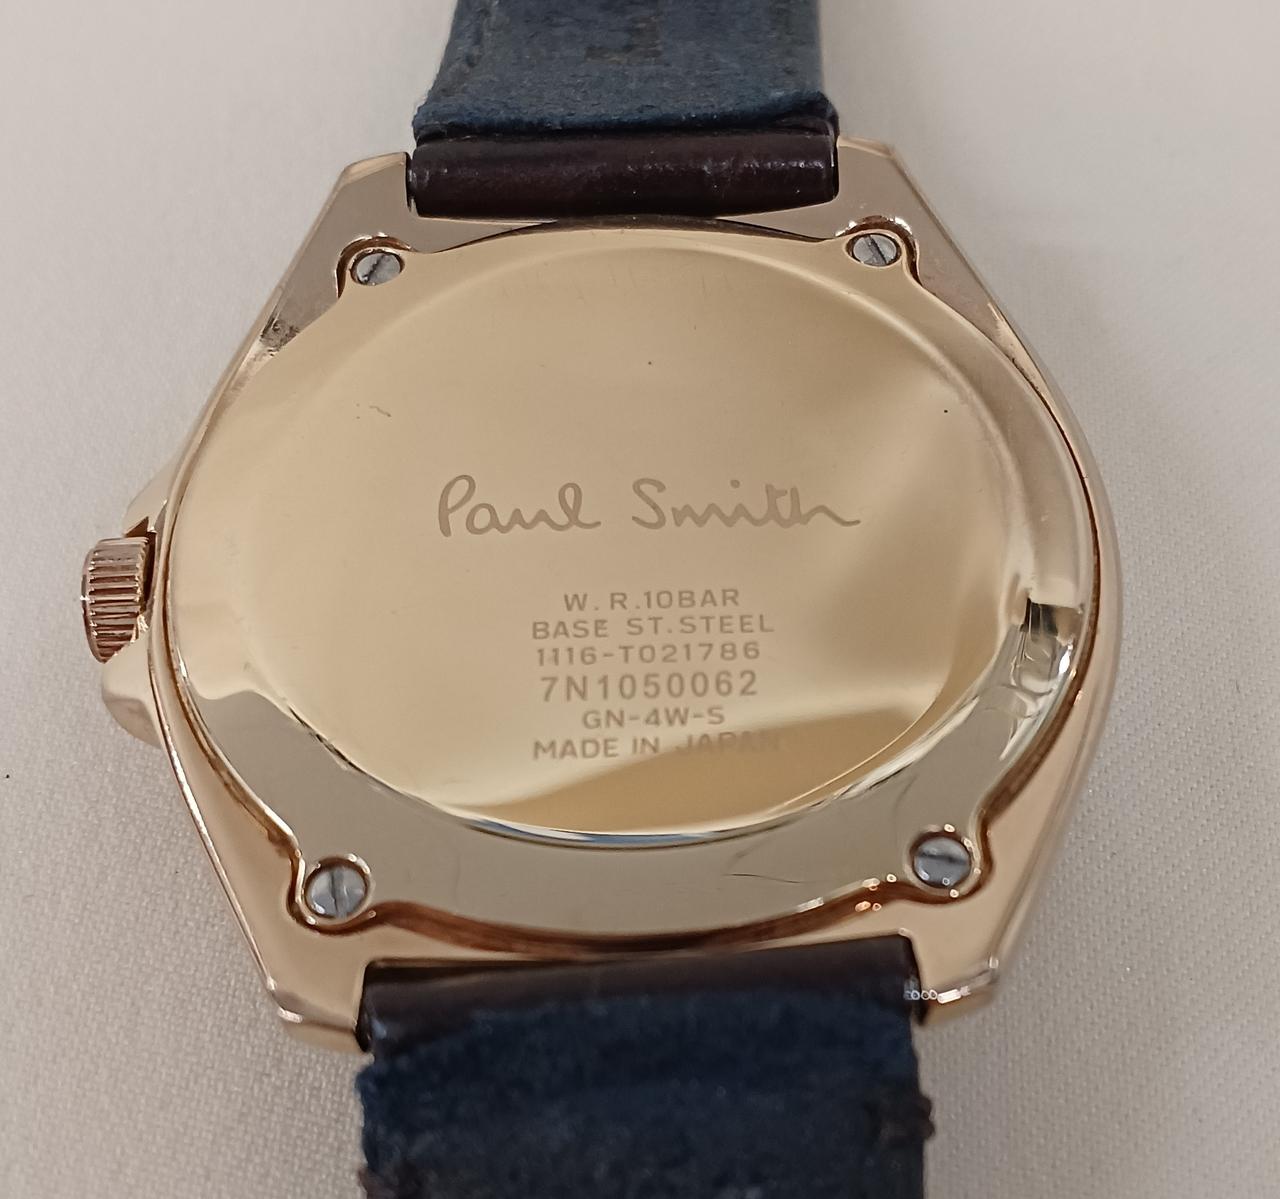 Paul Smith
W.R.10BAR
BASE ST.STEEL
1116-T021786
7N1050062
GN-4W-S
MADE IN JAPAN